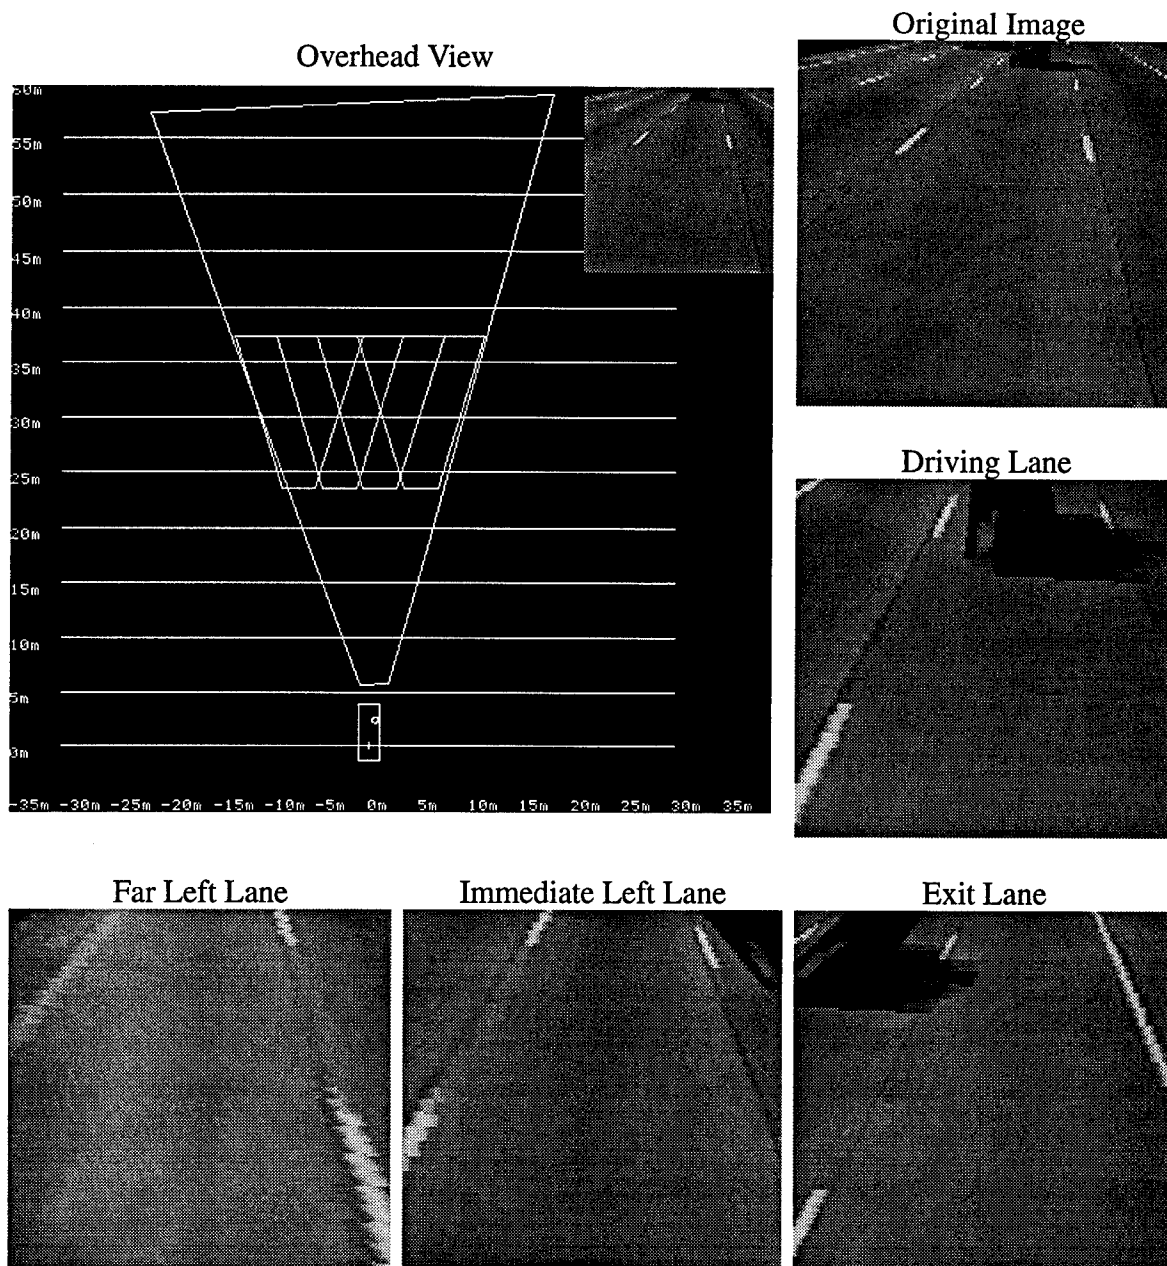 Original Image
Overhead View
60m
55m
50m
45m
40m
35m
30m
25m
20m
15m
10m
5m
0m
-35m -30m -25m -20m -15m -10m -5m 0m 5m 10m 15m 20m 25m 30m 35m
Driving Lane
Far Left Lane
Immediate Left Lane
Exit Lane